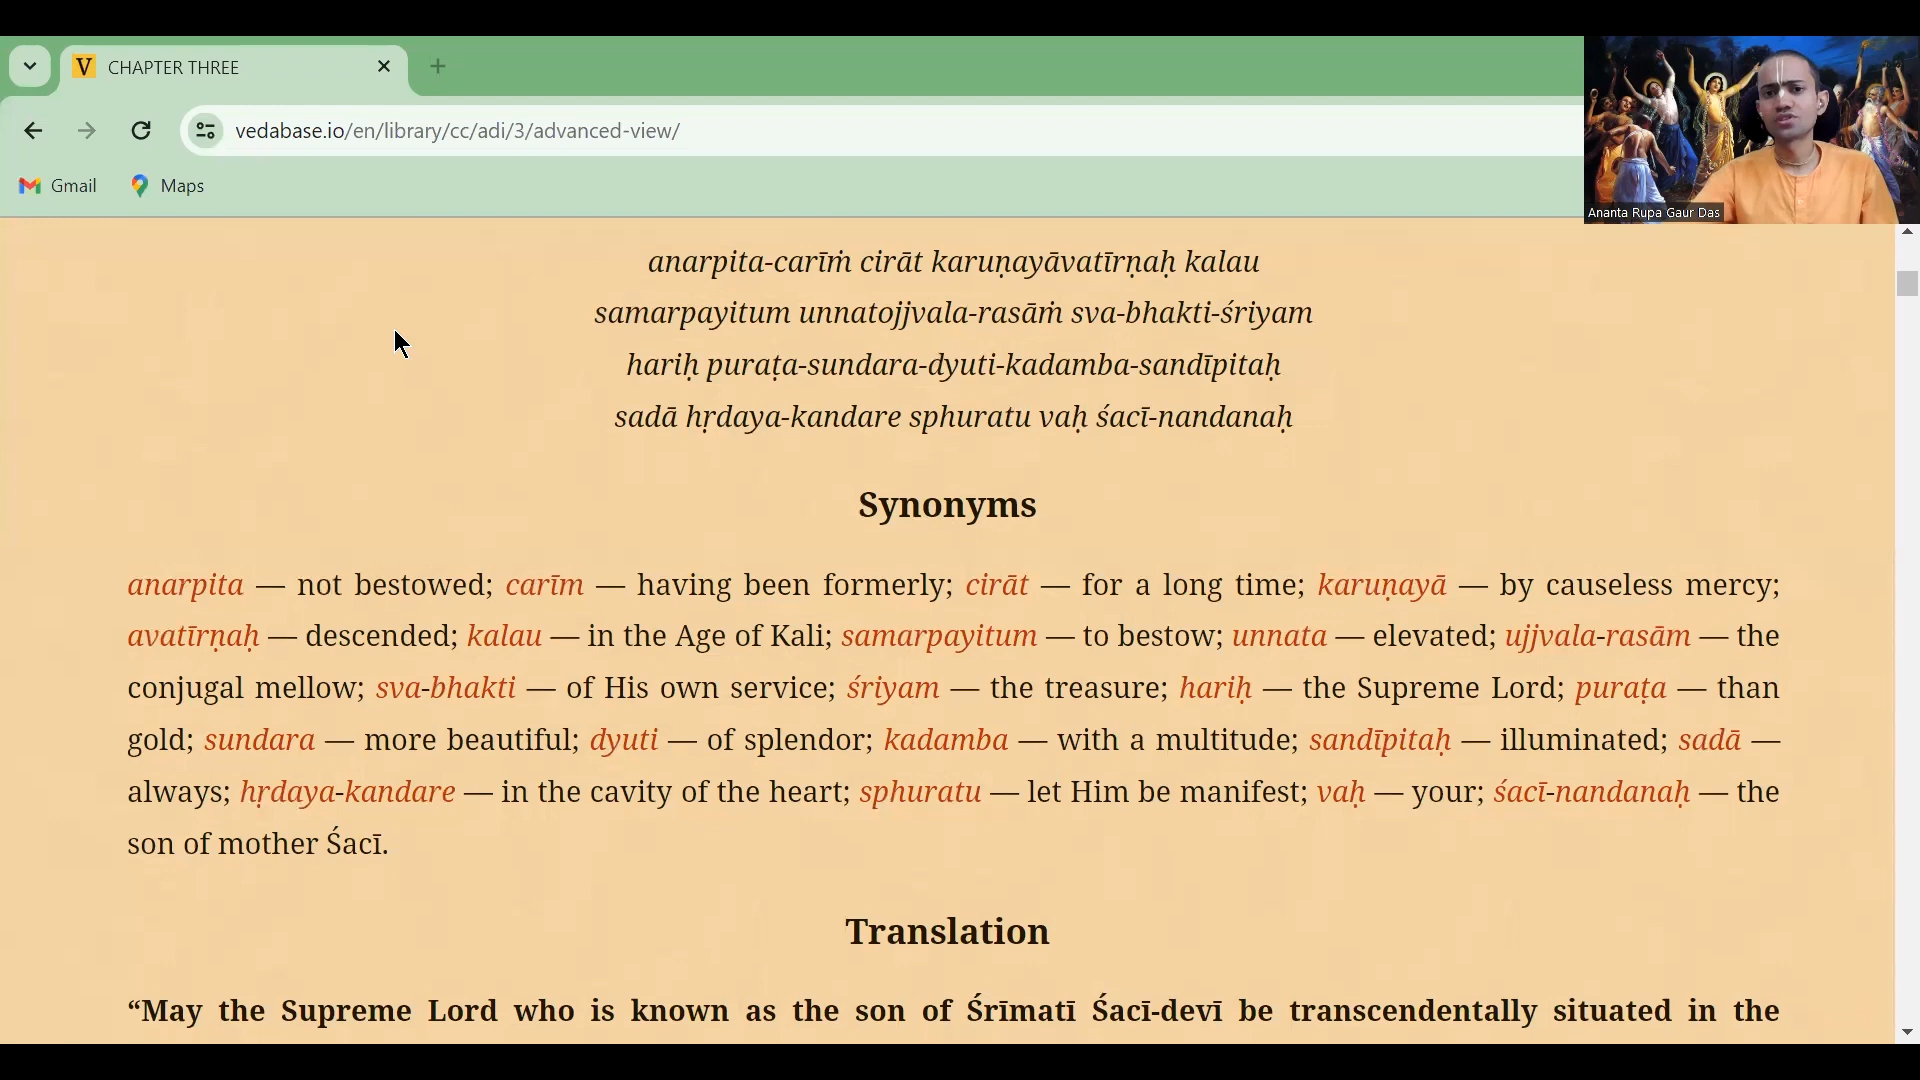 CHAPTER THREE
vedabase.io/en/library/cc/adi/3/advanced-view/
Gmail Maps
Ananta Rupa Gaur Das
anarpita-carīṁ cirāt karuṇayāvatīrṇaḥ kalau
samarpayitum unnatojjvala-rasāṁ sva-bhakti-śriyam
hariḥ puraṭa-sundara-dyuti-kadamba-sandīpitaḥ
sadā hṛdaya-kandare sphuratu vaḥ śacī-nandanaḥ
Synonyms
anarpita — not bestowed; carīm — having been formerly; cirāt — for a long time; karuṇayā — by causeless mercy;
avatīrṇaḥ — descended; kalau — in the Age of Kali; samarpayitum — to bestow; unnata — elevated; ujjvala-rasām — the
conjugal mellow; sva-bhakti — of His own service; śriyam — the treasure; hariḥ — the Supreme Lord; puraṭa — than
gold; sundara — more beautiful; dyuti — of splendor; kadamba — with a multitude; sandīpitaḥ — illuminated; sadā —
always; hṛdaya-kandare — in the cavity of the heart; sphuratu — let Him be manifest; vaḥ — your; śacī-nandanaḥ — the
son of mother Śacī.
Translation
“May the Supreme Lord who is known as the son of Śrīmatī Śacī-devī be transcendentally situated in the